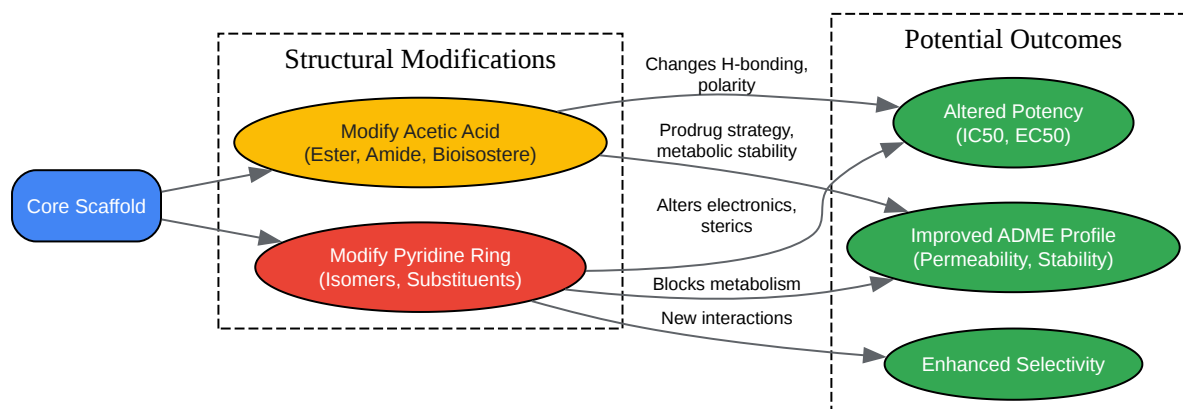 Structural Modifications
Potential Outcomes
Core Scaffold
Modify Acetic Acid
(Ester, Amide, Bioisostere)
Modify Pyridine Ring
(Isomers, Substituents)
Changes H-bonding,
polarity
Prodrug strategy,
metabolic stability
Alters electronics,
sterics
Blocks metabolism
New interactions
Altered Potency
(IC50, EC50)
Improved ADME Profile
(Permeability, Stability)
Enhanced Selectivity